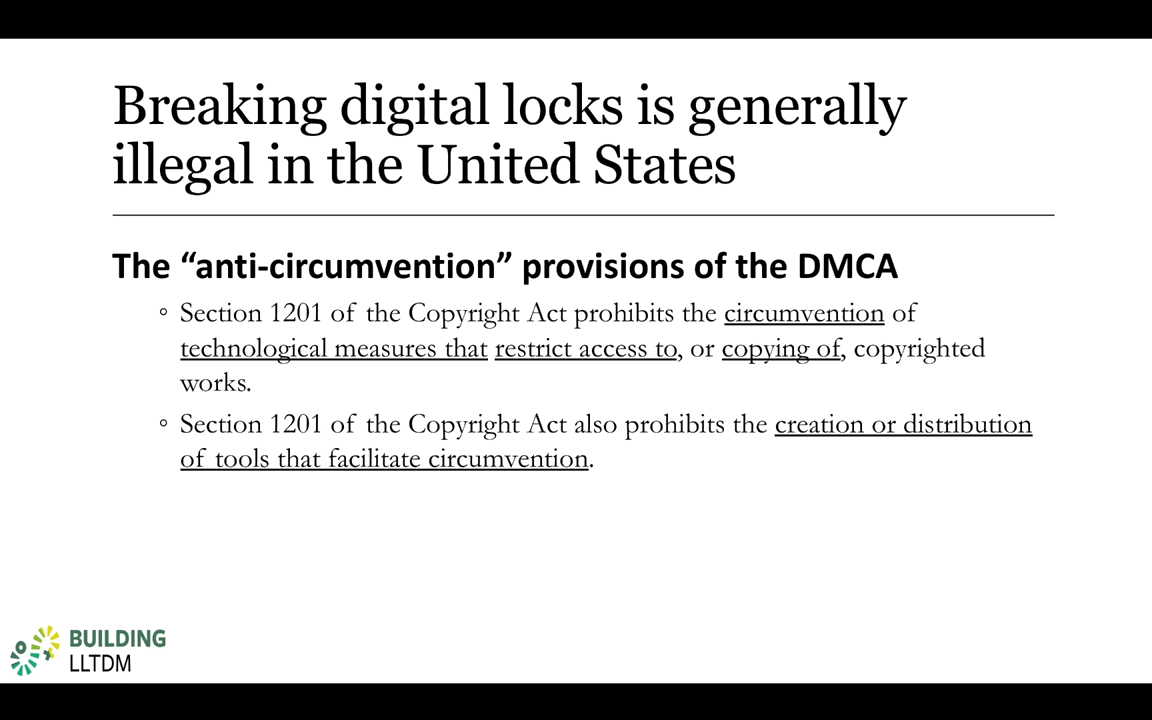 Breaking digital locks is generally
illegal in the United States
The “anti-circumvention” provisions of the DMCA
◦ Section 1201 of the Copyright Act prohibits the circumvention of
technological measures that restrict access to, or copying of, copyrighted
works.
◦ Section 1201 of the Copyright Act also prohibits the creation or distribution
of tools that facilitate circumvention.
BUILDING
LLTDM